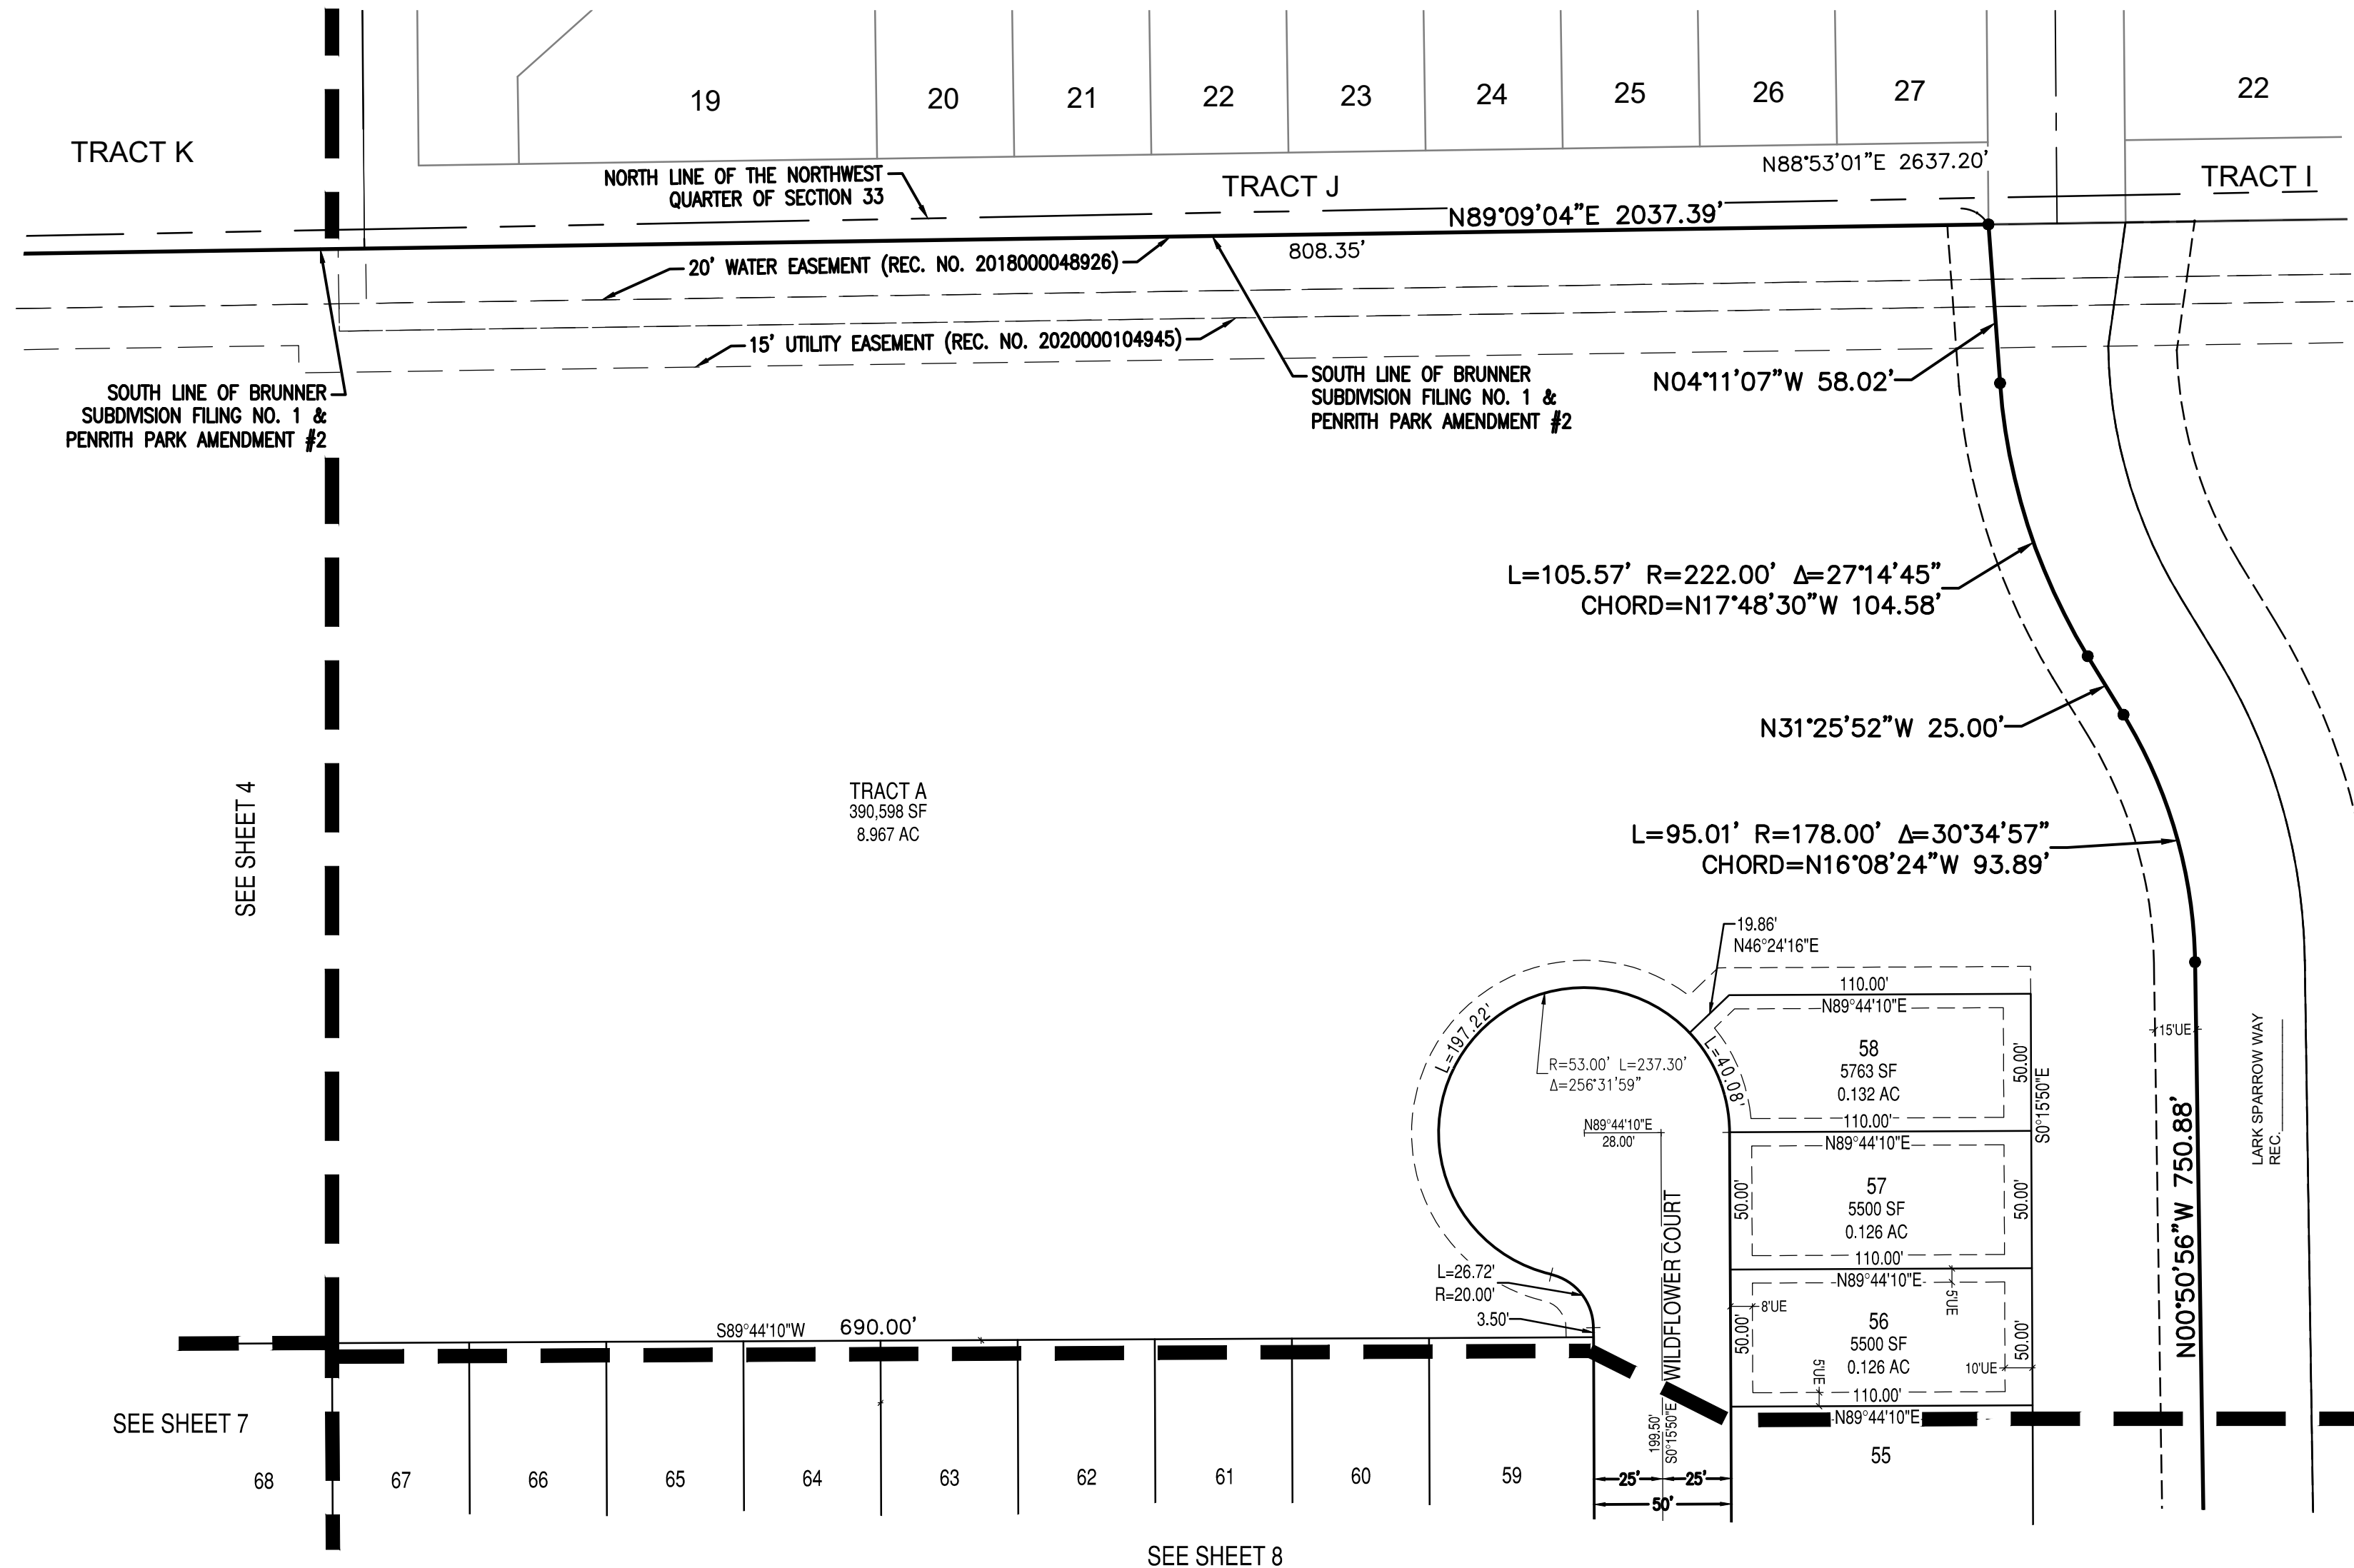 19
20
21
22
23
24
25
26
27
22
TRACT K
NORTH LINE OF THE NORTHWEST
QUARTER OF SECTION 33
TRACT J
N88°53'01"E 2637.20'
TRACT I
N89°09'04"E 2037.39'
808.35'
20' WATER EASEMENT (REC. NO. 2018000048926)
15' UTILITY EASEMENT (REC. NO. 2020000104945)
SOUTH LINE OF BRUNNER
SUBDIVISION FILING NO. 1 &
PENRITH PARK AMENDMENT #2
SOUTH LINE OF BRUNNER
SUBDIVISION FILING NO. 1 &
PENRITH PARK AMENDMENT #2
N04°11'07"W 58.02'
L=105.57' R=222.00' Δ=27°14'45"
CHORD=N17°48'30"W 104.58'
N31°25'52"W 25.00'
SEE SHEET 4
TRACT A
390,598 SF
8.967 AC
L=95.01' R=178.00' Δ=30°34'57"
CHORD=N16°08'24"W 93.89'
19.86'
N46°24'16"E
110.00'
N89°44'10"E
L=197.22'
R=53.00' L=237.30'
Δ=256°31'59"
L=40.08'
58
5763 SF
0.132 AC
50.00'
S0°15'50"E
15'UE
LARK SPARROW WAY
REC.
N89°44'10"E
28.00'
110.00'
N89°44'10"E
50.00'
57
5500 SF
0.126 AC
50.00'
110.00'
N89°44'10"E
N00°50'56"W 750.88'
WILDFLOWER COURT
L=26.72'
R=20.00'
3.50'
8'UE
5'UE
50.00'
56
5500 SF
0.126 AC
50.00'
10'UE
5'UE
110.00'
N89°44'10"E
S89°44'10"W 690.00'
SEE SHEET 7
199.50'
S0°15'50"E
55
68
67
66
65
64
63
62
61
60
59
25'
25'
50'
SEE SHEET 8